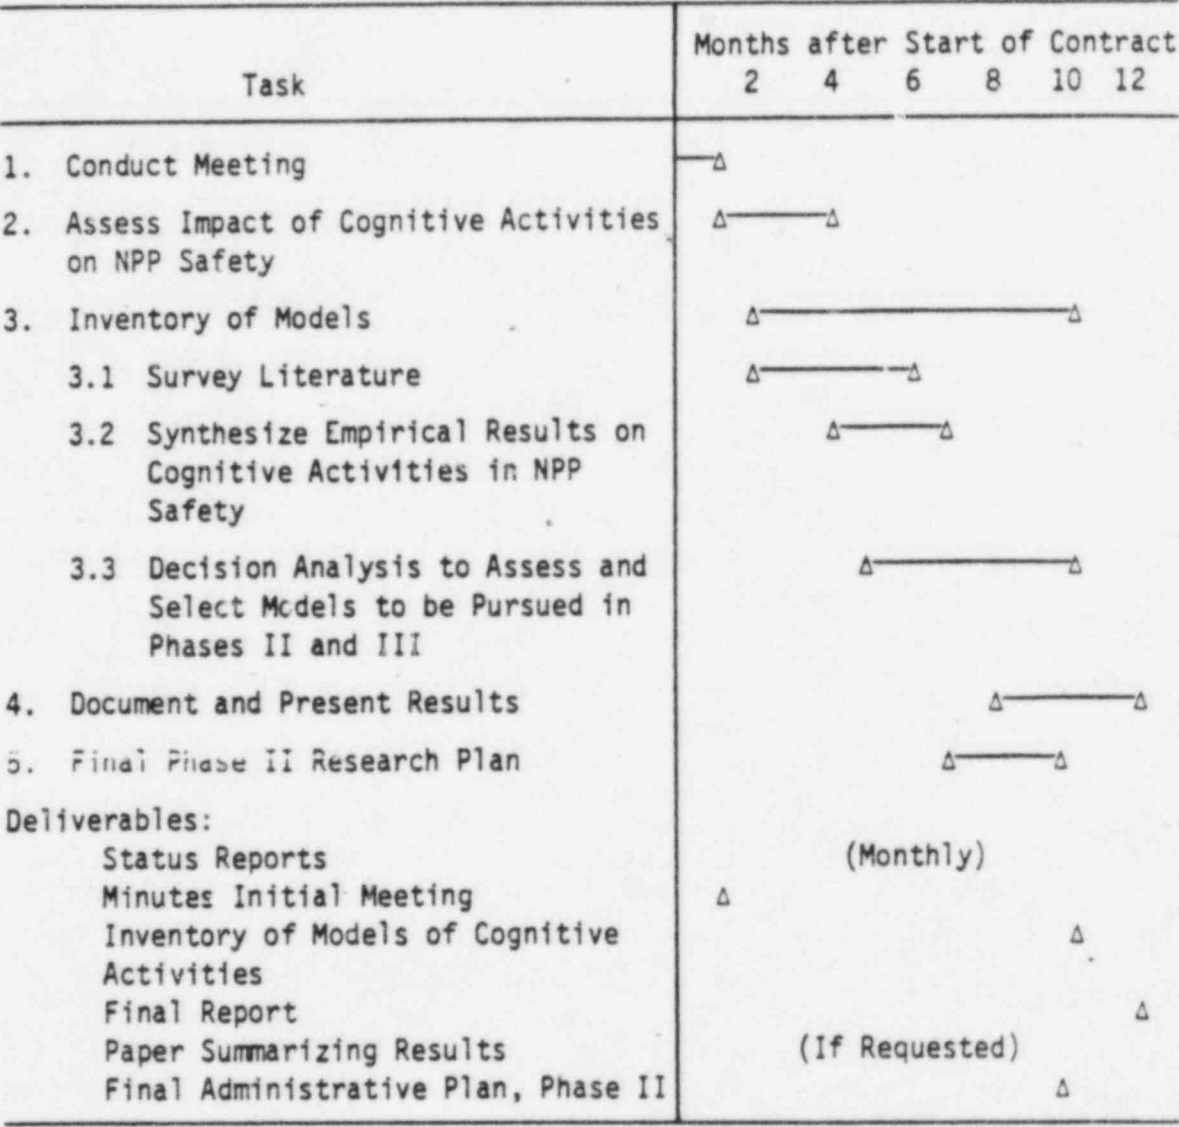 Months after Start of Contract
Task 2 4 6 8 10 12
1. Conduct Meeting
2. Assess Impact of Cognitive Activities
on NPP Safety
3. Inventory of Models
3.1 Survey Literature
3.2 Synthesize Empirical Results on
Cognitive Activities in NPP
Safety
3.3 Decision Analysis to Assess and
Select Models to be Pursued in
Phases II and III
4. Document and Present Results
5. Final Phase II Research Plan
Deliverables:
Status Reports (Monthly)
Minutes Initial Meeting
Inventory of Models of Cognitive
Activities
Final Report
Paper Summarizing Results (If Requested)
Final Administrative Plan, Phase II